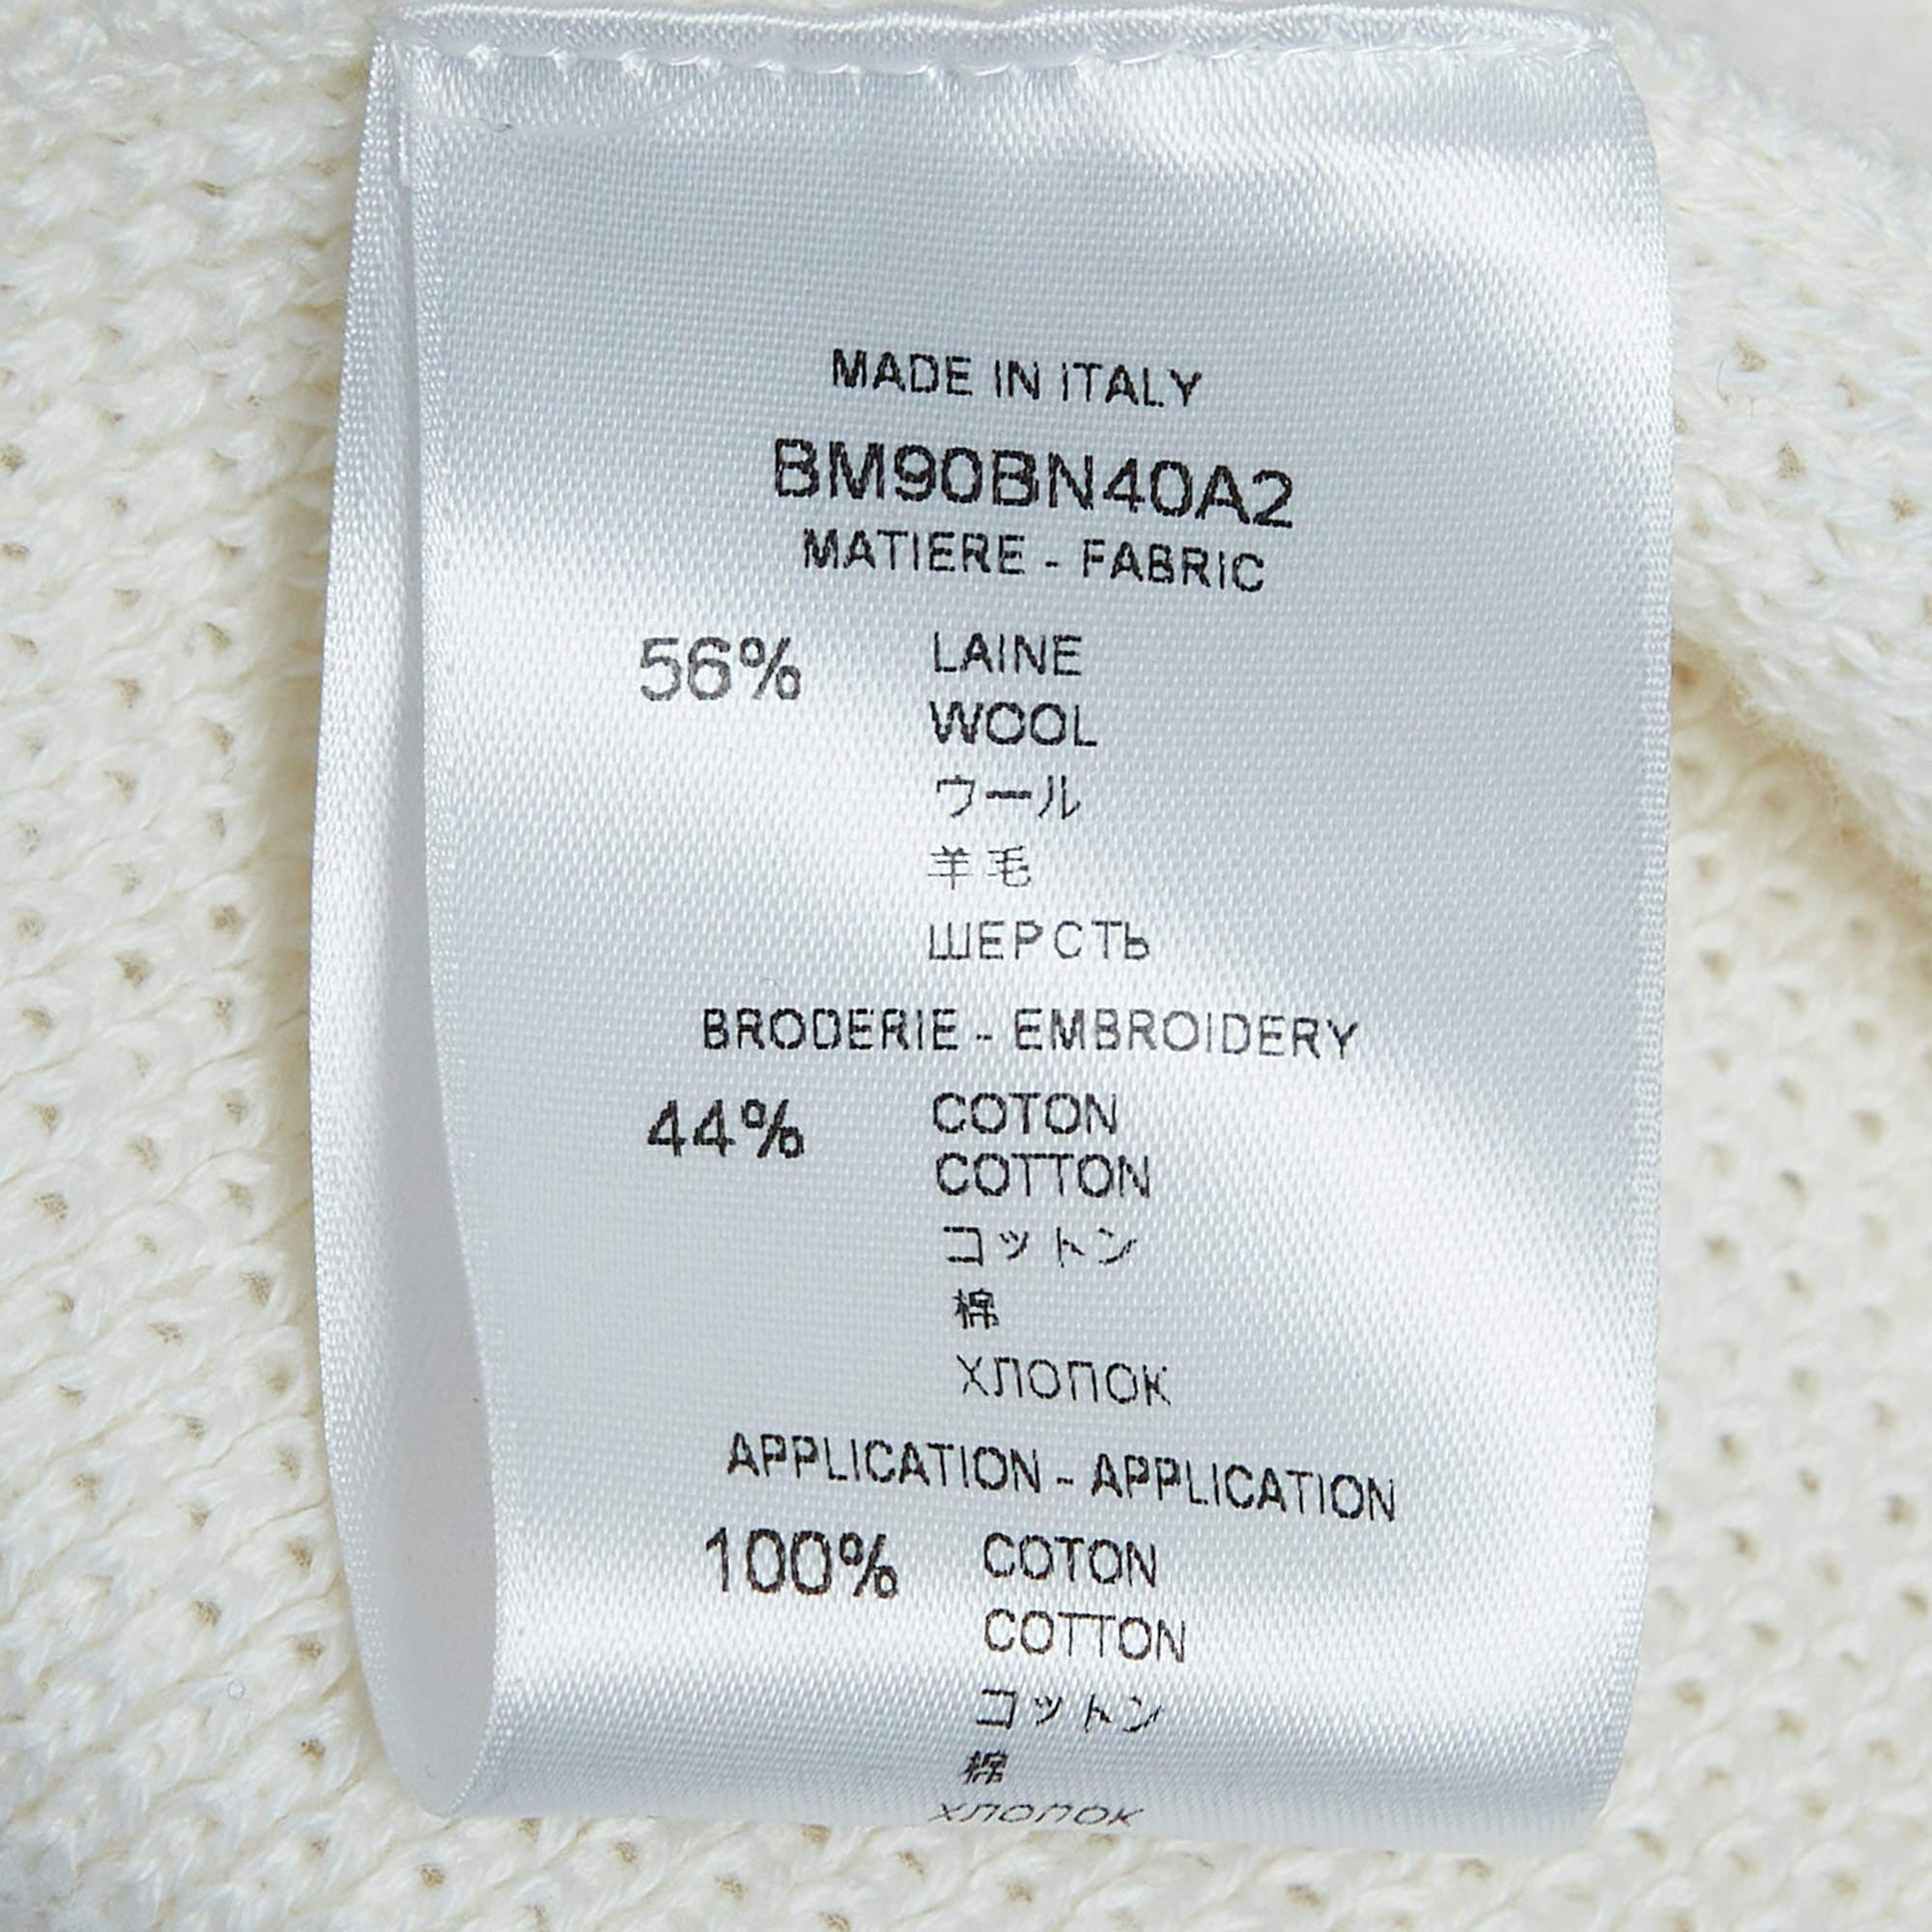 MADE IN ITALY
BM90BN40A2
MATIERE - FABRIC
56% LAINE
WOOL
ウール
羊毛
ШЕРСТЬ
BRODERIE - EMBROIDERY
44% COTON
COTTON
コットン
棉
ХЛОПОК
APPLICATION - APPLICATION
100% COTON
COTTON
コットン
棉
ХЛОПОК